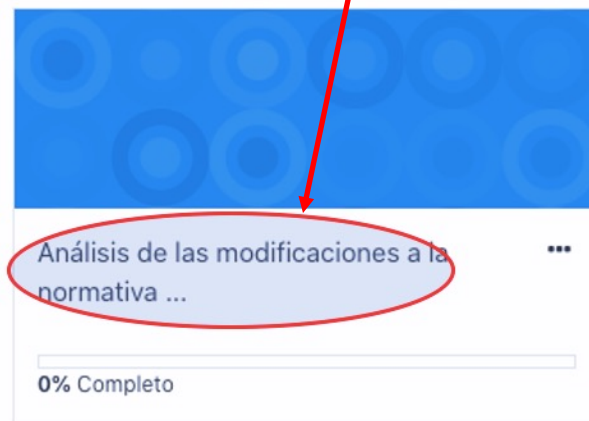 Análisis de las modificaciones a la
normativa ...
0% Completo